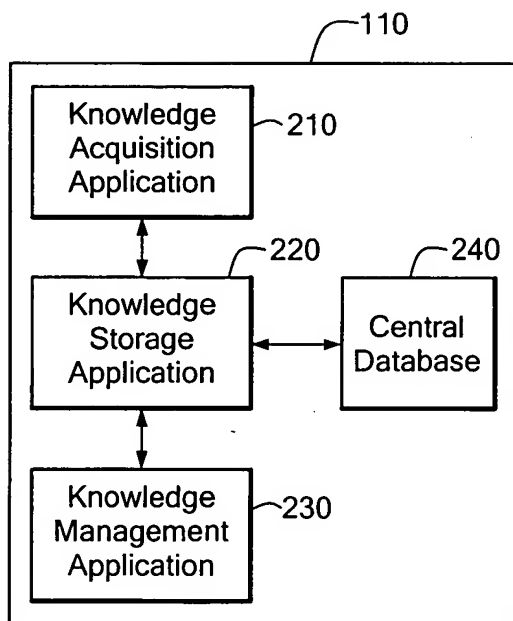 110
Knowledge
Acquisition
Application
210
Knowledge
Storage
Application
220
Central
Database
240
Knowledge
Management
Application
230